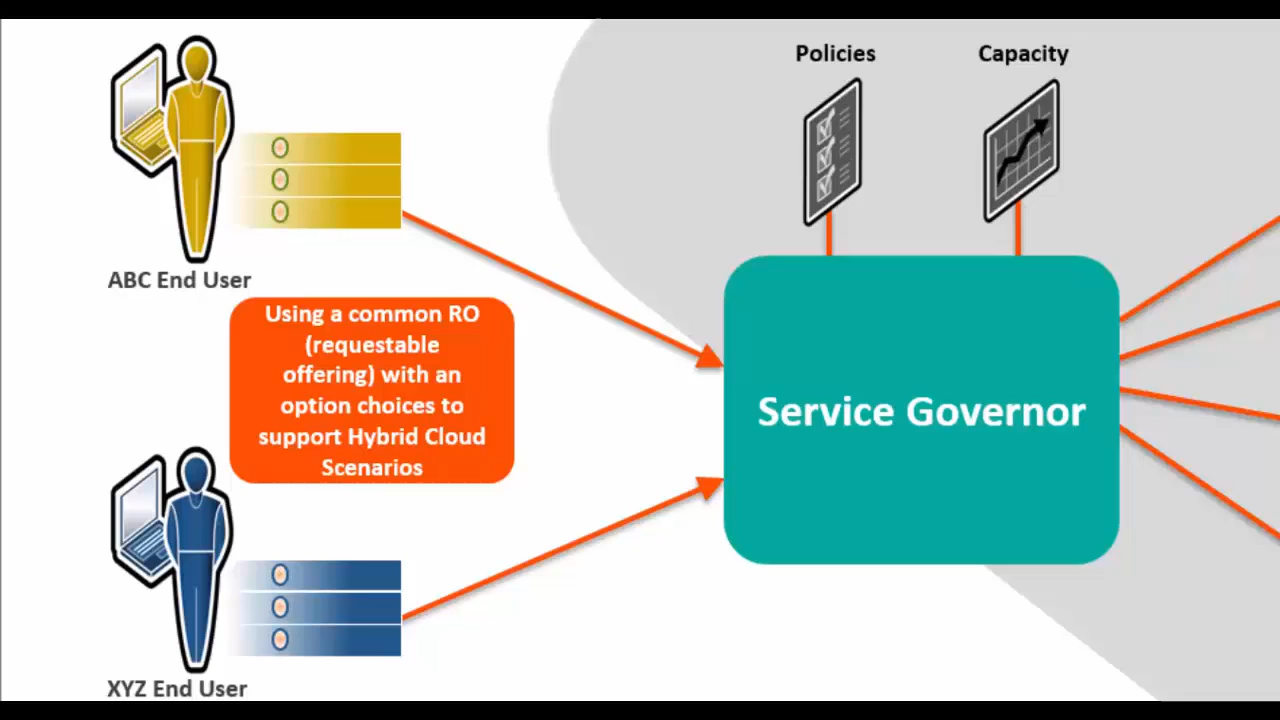 Policies
Capacity
ABC End User
Using a common RO
(requestable
offering) with an
option choices to
support Hybrid Cloud
Scenarios
Service Governor
XYZ End User